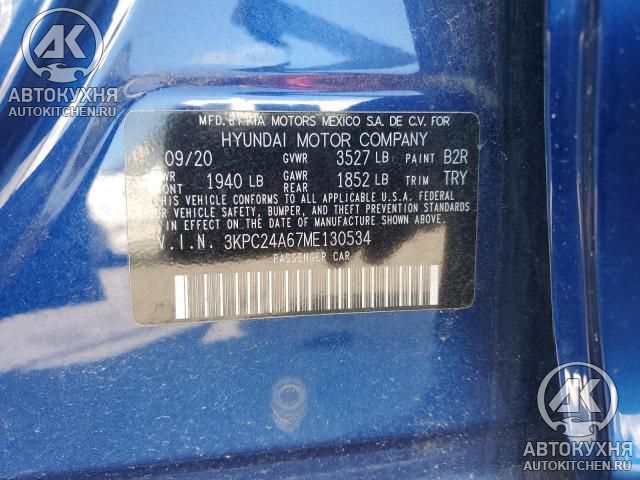 АК
АВТОКУХНЯ
AUTOKITCHEN.RU
MFD. BY KIA MOTORS MEXICO S.A. DE C.V. FOR
HYUNDAI MOTOR COMPANY
09/20 GVWR 3527 LB PAINT B2R
1940 LB GAWR REAR 1852 LB TRIM TRY
THIS VEHICLE CONFORMS TO ALL APPLICABLE U.S.A. FEDERAL
MOTOR VEHICLE SAFETY, BUMPER, AND THEFT PREVENTION STANDARDS
IN EFFECT ON THE DATE OF MANUFACTURE SHOWN ABOVE.
V.I.N. 3KPC24A67ME130534
PASSENGER CAR
АК
АВТОКУХНЯ
AUTOKITCHEN.RU